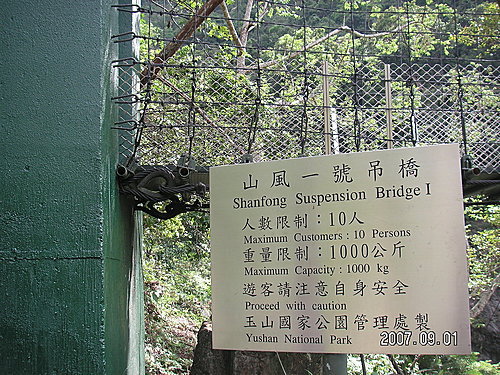 山風一號吊橋
Shanfong Suspension Bridge I
人數限制：10人
Maximum Customers : 10 Persons
重量限制：1000公斤
Maximum Capacity : 1000 kg
遊客請注意自身安全
Proceed with caution
玉山國家公園管理處製
Yushan National Park
2007.09.01